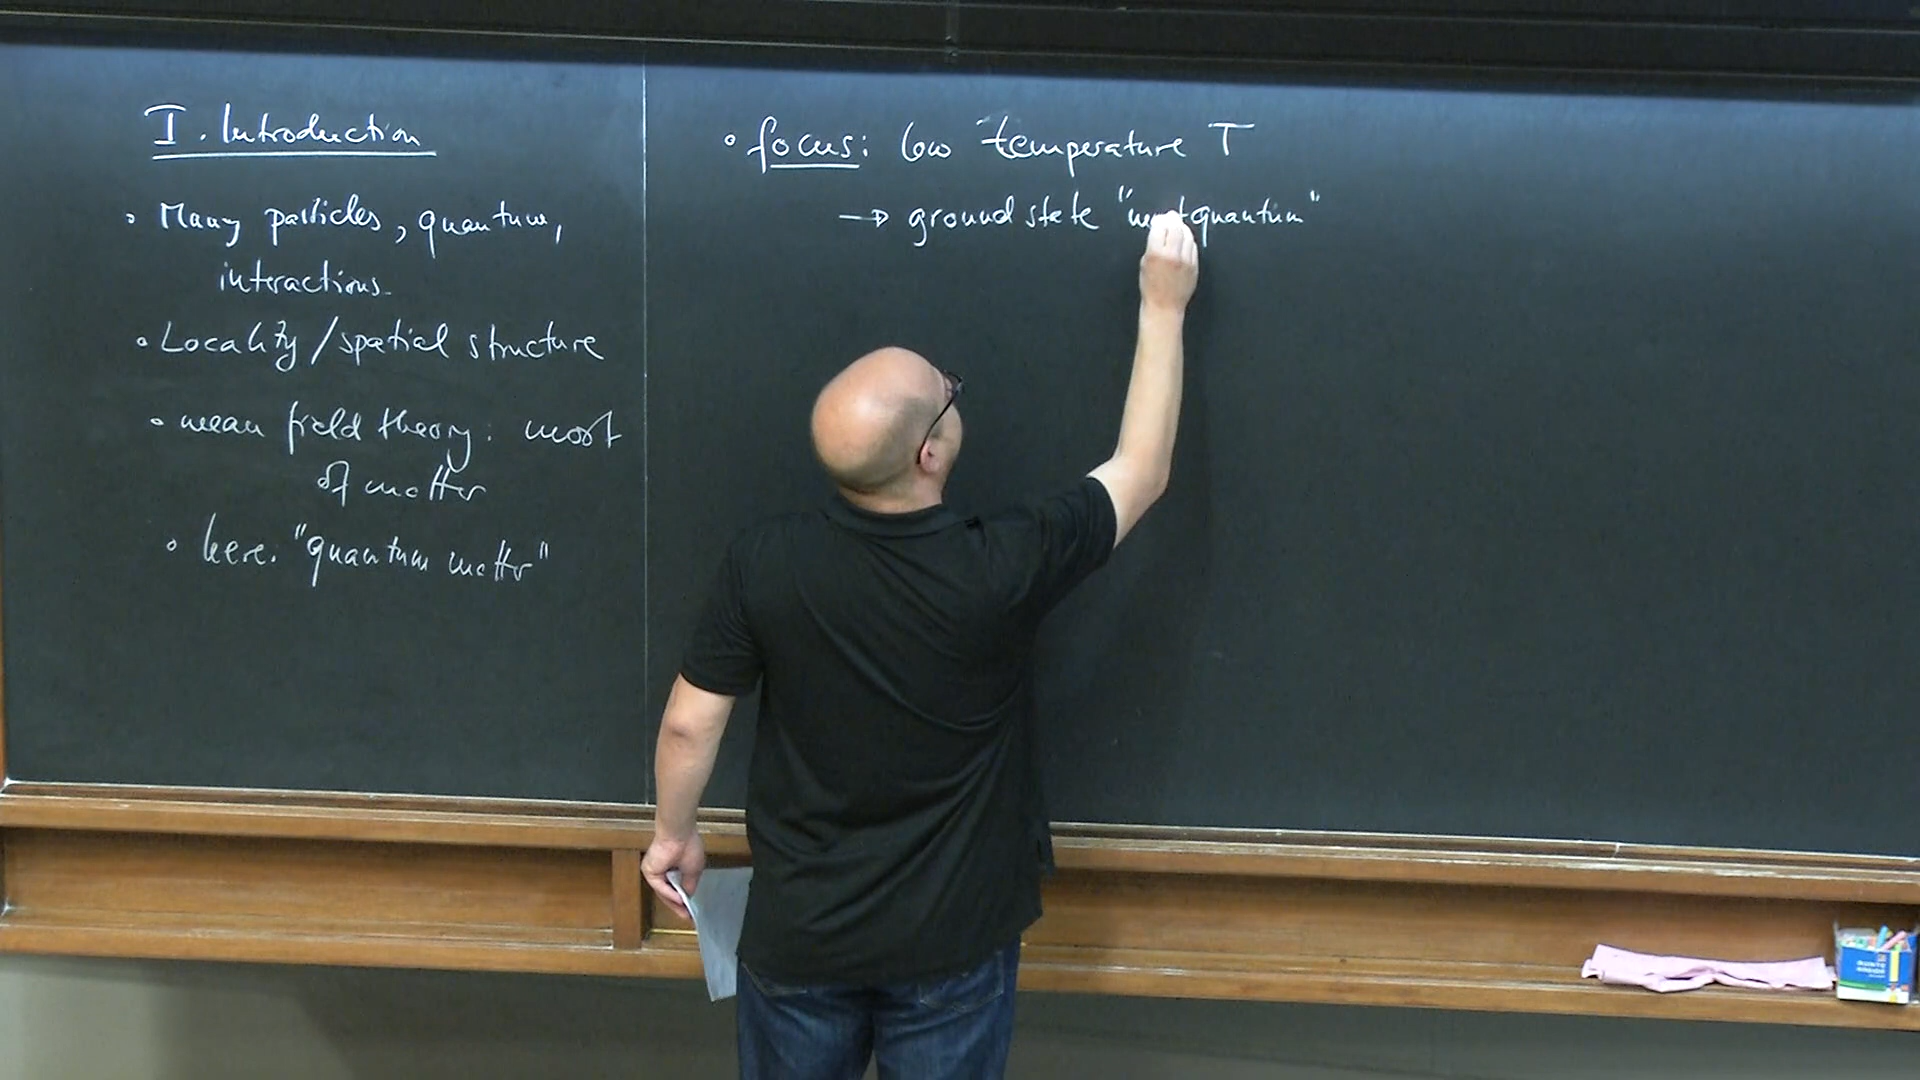 I. Introduction
• Many particles, quantum,
interactions.
• Locality / spatial structure
• mean field theory: most
of matter
• here: "quantum matter"
• focus: low temperature T
→ ground state "most quantum"